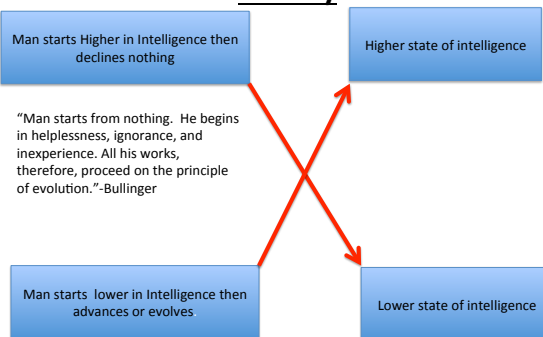 Man starts Higher in Intelligence then
declines nothing
Higher state of intelligence
“Man starts from nothing.  He begins
in helplessness, ignorance, and
inexperience. All his works,
therefore, proceed on the principle
of evolution.”-Bullinger
Man starts  lower in Intelligence then
advances or evolves
Lower state of intelligence